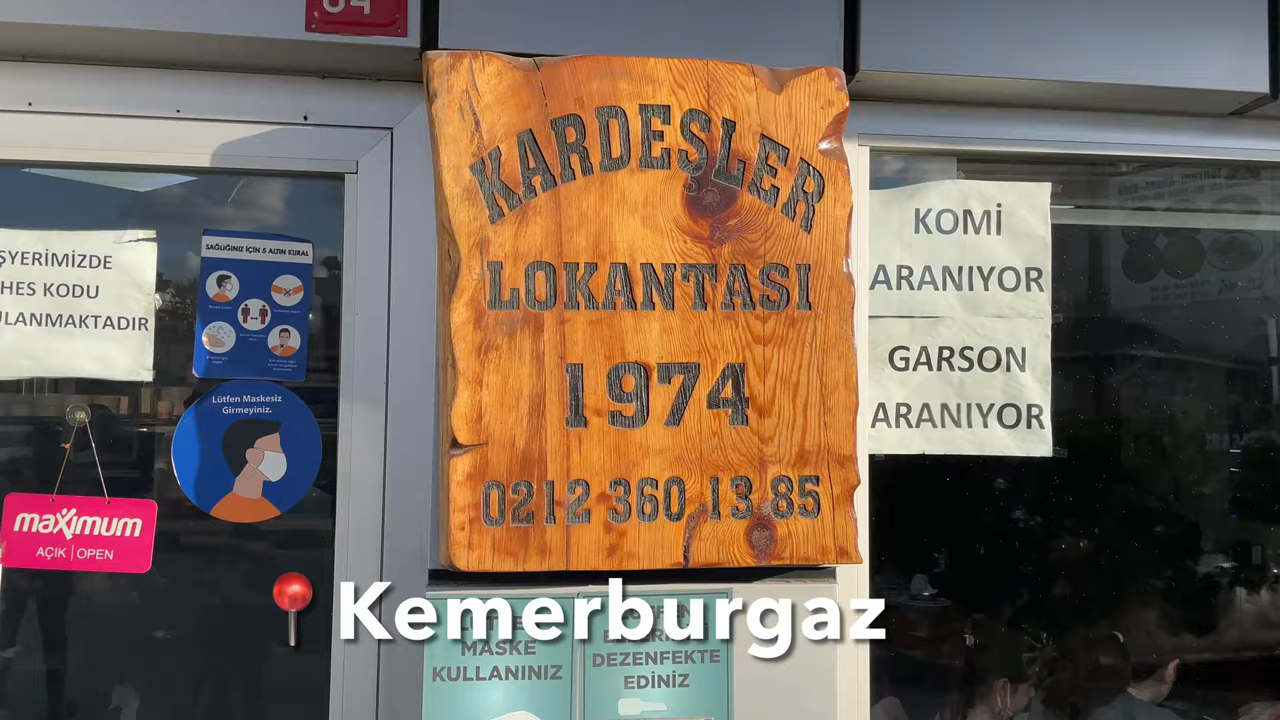 ŞYERİMİZDE
HES KODU
ULANMAKTADIR
SAĞLIĞINIZ İÇİN 5 ALTIN KURAL
Lütfen Maskesiz
Girmeyiniz.
maximum
AÇIK | OPEN
KARDEŞLER
LOKANTASI
1974
0212 360 13 85
KOMİ
ARANIYOR
GARSON
ARANIYOR
Kemerburgaz
MASKE
KULLANINIZ
DEZENFEKTE
EDİNİZ